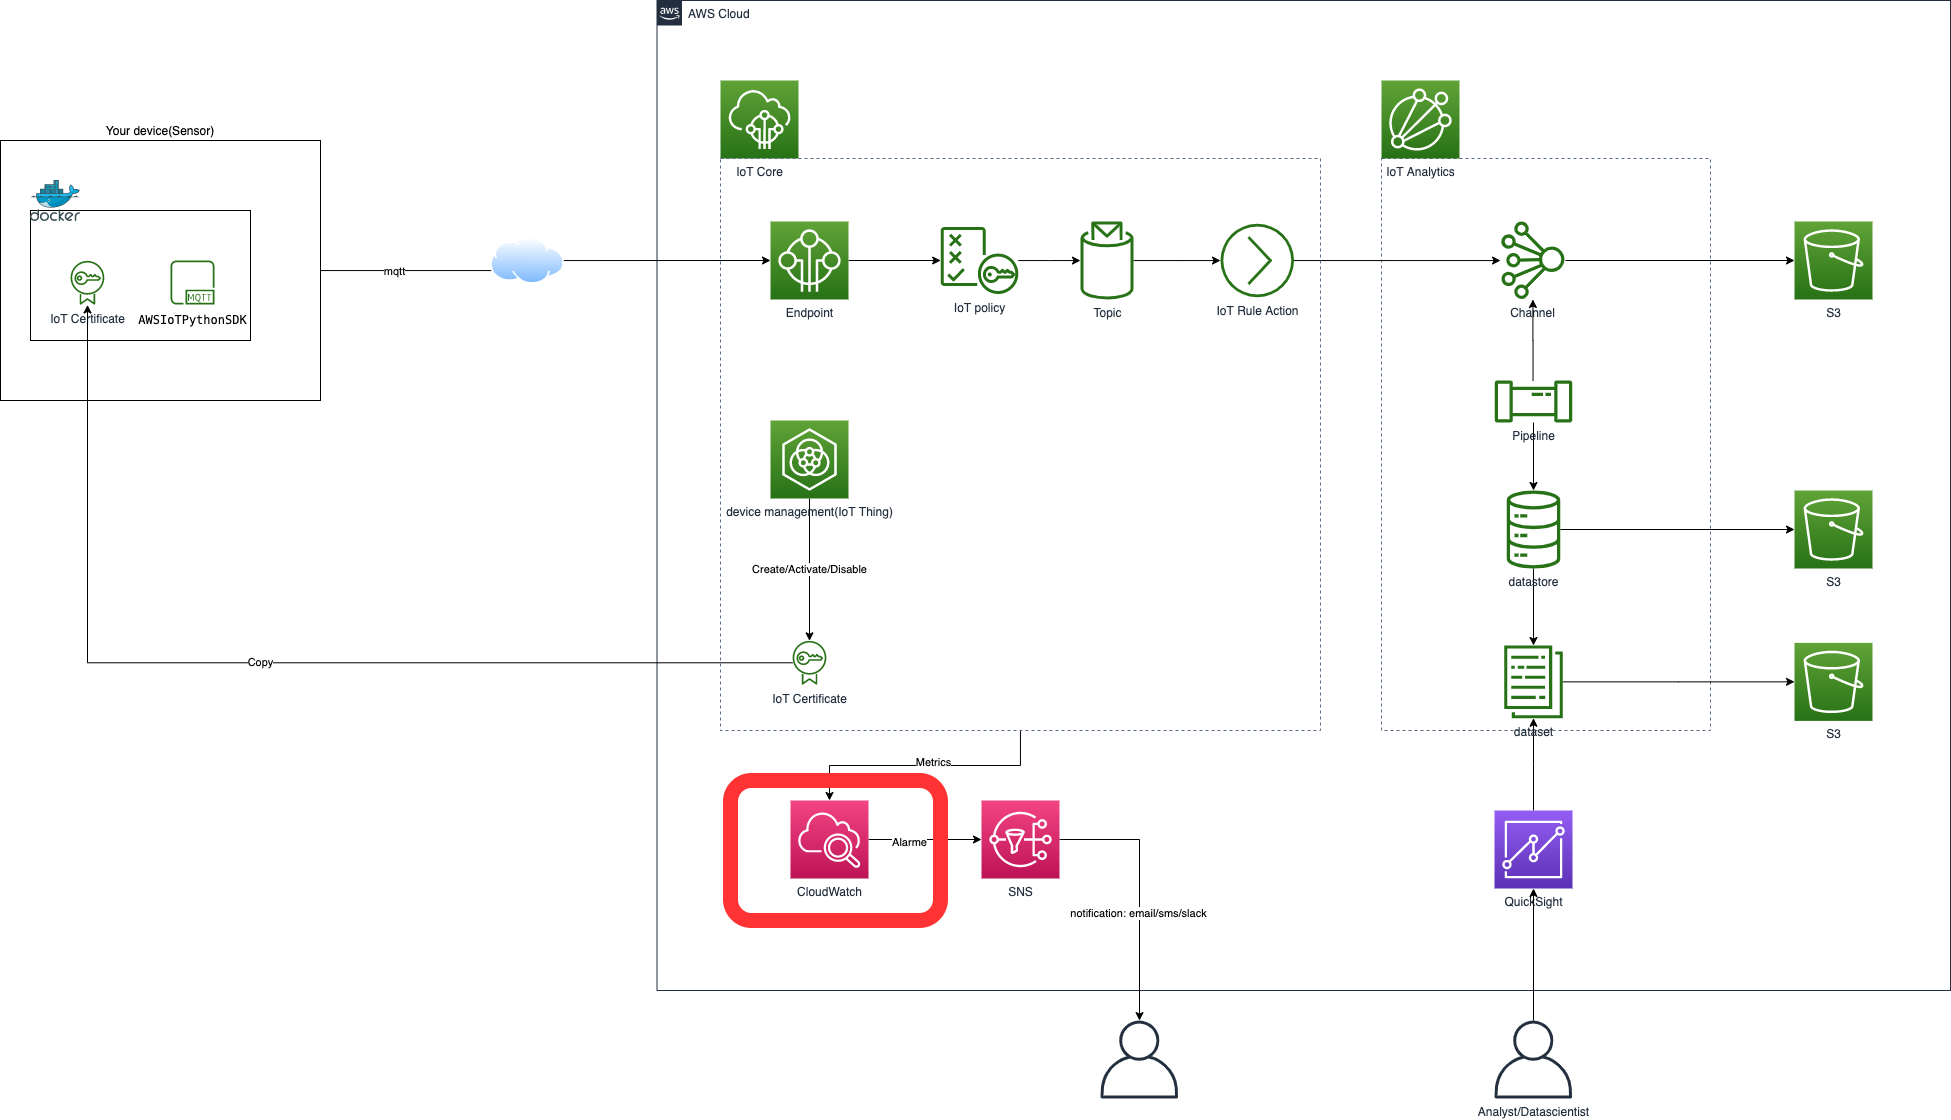 aws
AWS Cloud
Your device(Sensor)
docker
IoT Certificate
MQTT
AWSIoTPythonSDK
mqtt
IoT Core
Endpoint
IoT policy
Topic
IoT Rule Action
IoT Analytics
Channel
S3
Pipeline
device management(IoT Thing)
Create/Activate/Disable
datastore
S3
Copy
IoT Certificate
dataset
S3
Metrics
CloudWatch
Alarme
SNS
notification: email/sms/slack
QuickSight
Analyst/Datascientist